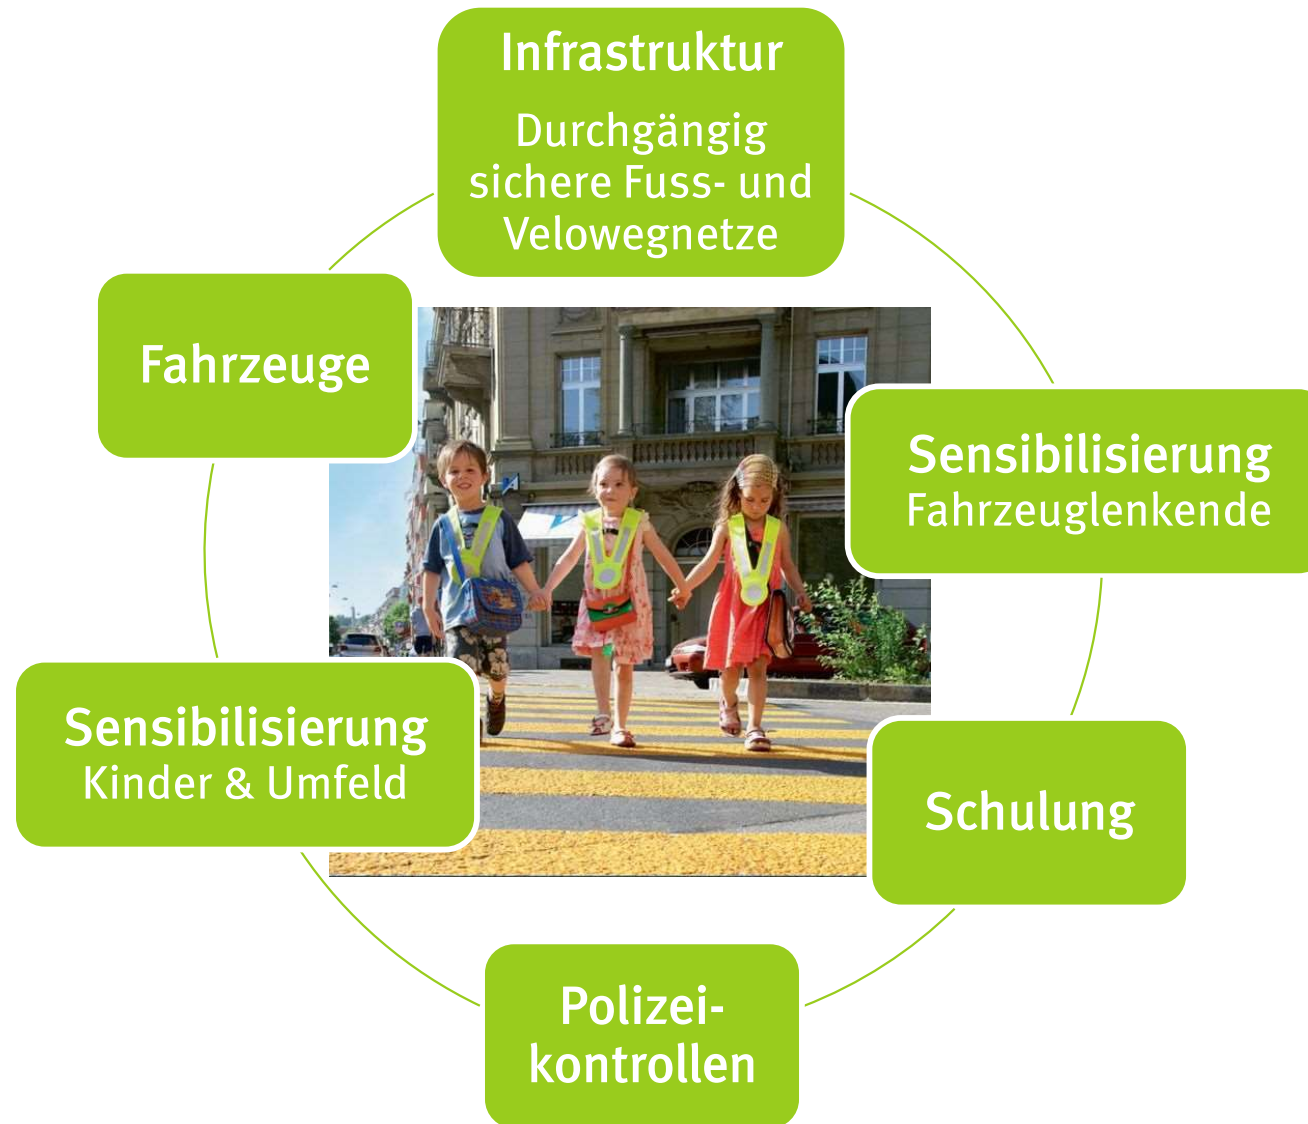 Infrastruktur
Durchgängig
sichere Fuss- und
Velowegnetze
Fahrzeuge
Sensibilisierung
Fahrzeuglenkende
Sensibilisierung
Kinder & Umfeld
Schulung
Polizei-
kontrollen